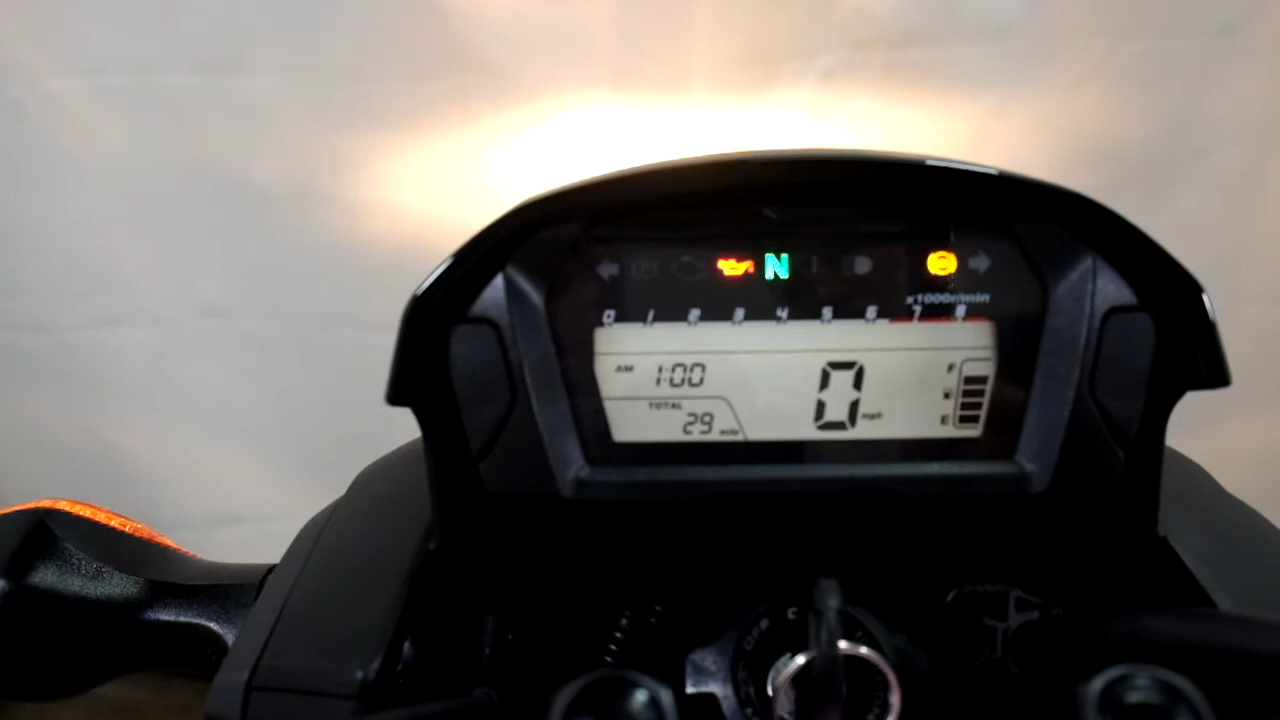 N
x1000r/min
0 1 2 3 4 5 6 7 8
AM 1:00
TOTAL
29 mile
0 mph
F
E
OFF